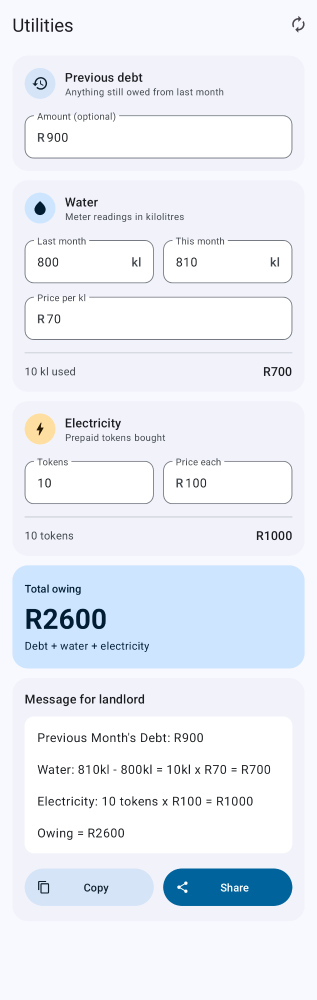 Utilities
Previous debt
Anything still owed from last month
Amount (optional)
R 900
Water
Meter readings in kilolitres
Last month
This month
800 kl
810 kl
Price per kl
R 70
10 kl used
R700
Electricity
Prepaid tokens bought
Tokens
Price each
10
R 100
10 tokens
R1000
Total owing
R2600
Debt + water + electricity
Message for landlord
Previous Month's Debt: R900
Water: 810kl - 800kl = 10kl x R70 = R700
Electricity: 10 tokens x R100 = R1000
Owing = R2600
Copy
Share